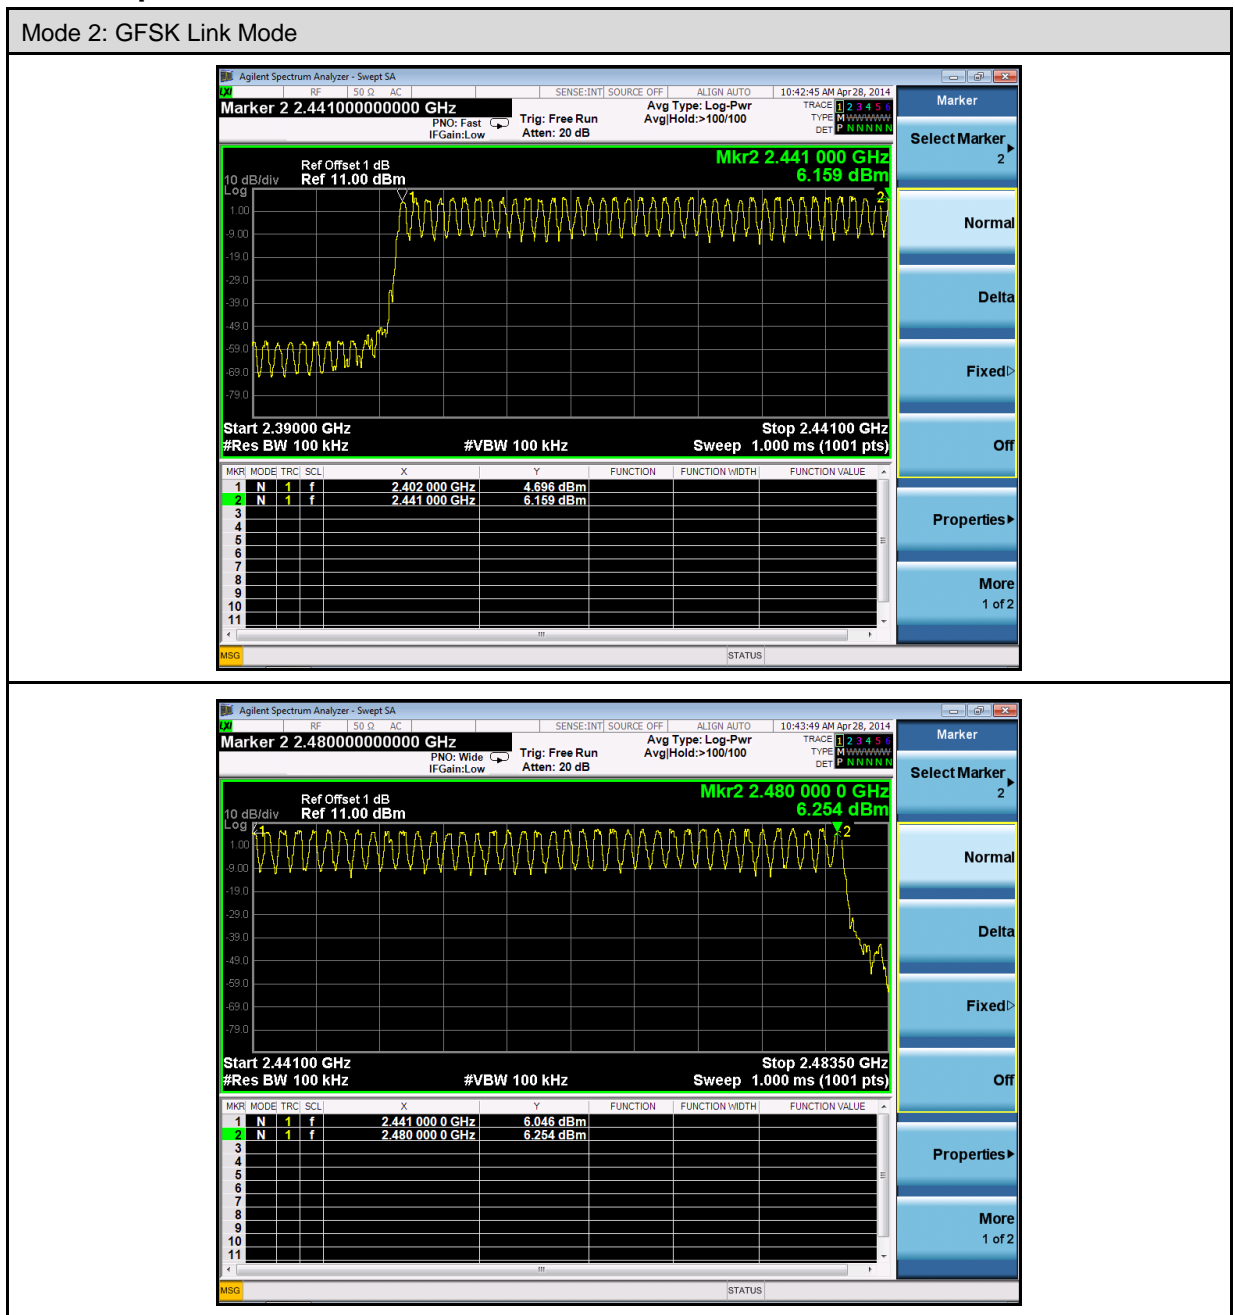 Mode 2: GFSK Link Mode
Agilent Spectrum Analyzer - Swept SA
LXI RF 50 Ω AC SENSE:INT SOURCE OFF ALIGN AUTO 10:42:45 AM Apr 28, 2014
Marker 2 2.441000000000 GHz
PNO: Fast
IFGain:Low
Trig: Free Run
Atten: 20 dB
Avg Type: Log-Pwr
Avg|Hold:>100/100
TRACE 1 2 3 4 5 6
TYPE M WWWWW
DET P N N N N N
Mkr2 2.441 000 GHz
6.159 dBm
Ref Offset 1 dB
10 dB/div Ref 11.00 dBm
Log
1.00
-9.00
-19.0
-29.0
-39.0
-49.0
-59.0
-69.0
-79.0
1
2
Start 2.39000 GHz Stop 2.44100 GHz
#Res BW 100 kHz #VBW 100 kHz Sweep 1.000 ms (1001 pts)
MKR MODE TRC SCL X Y FUNCTION FUNCTION WIDTH FUNCTION VALUE
1 N 1 f 2.402 000 GHz 4.696 dBm
2 N 1 f 2.441 000 GHz 6.159 dBm
3
4
5
6
7
8
9
10
11
MSG STATUS
Marker
Select Marker
2
Normal
Delta
Fixed
Off
Properties
More
1 of 2
Agilent Spectrum Analyzer - Swept SA
LXI RF 50 Ω AC SENSE:INT SOURCE OFF ALIGN AUTO 10:43:49 AM Apr 28, 2014
Marker 2 2.480000000000 GHz
PNO: Wide
IFGain:Low
Trig: Free Run
Atten: 20 dB
Avg Type: Log-Pwr
Avg|Hold:>100/100
TRACE 1 2 3 4 5 6
TYPE M WWWWW
DET P N N N N N
Mkr2 2.480 000 0 GHz
6.254 dBm
Ref Offset 1 dB
10 dB/div Ref 11.00 dBm
Log
1.00
-9.00
-19.0
-29.0
-39.0
-49.0
-59.0
-69.0
-79.0
1
2
Start 2.44100 GHz Stop 2.48350 GHz
#Res BW 100 kHz #VBW 100 kHz Sweep 1.000 ms (1001 pts)
MKR MODE TRC SCL X Y FUNCTION FUNCTION WIDTH FUNCTION VALUE
1 N 1 f 2.441 000 0 GHz 6.046 dBm
2 N 1 f 2.480 000 0 GHz 6.254 dBm
3
4
5
6
7
8
9
10
11
MSG STATUS
Marker
Select Marker
2
Normal
Delta
Fixed
Off
Properties
More
1 of 2